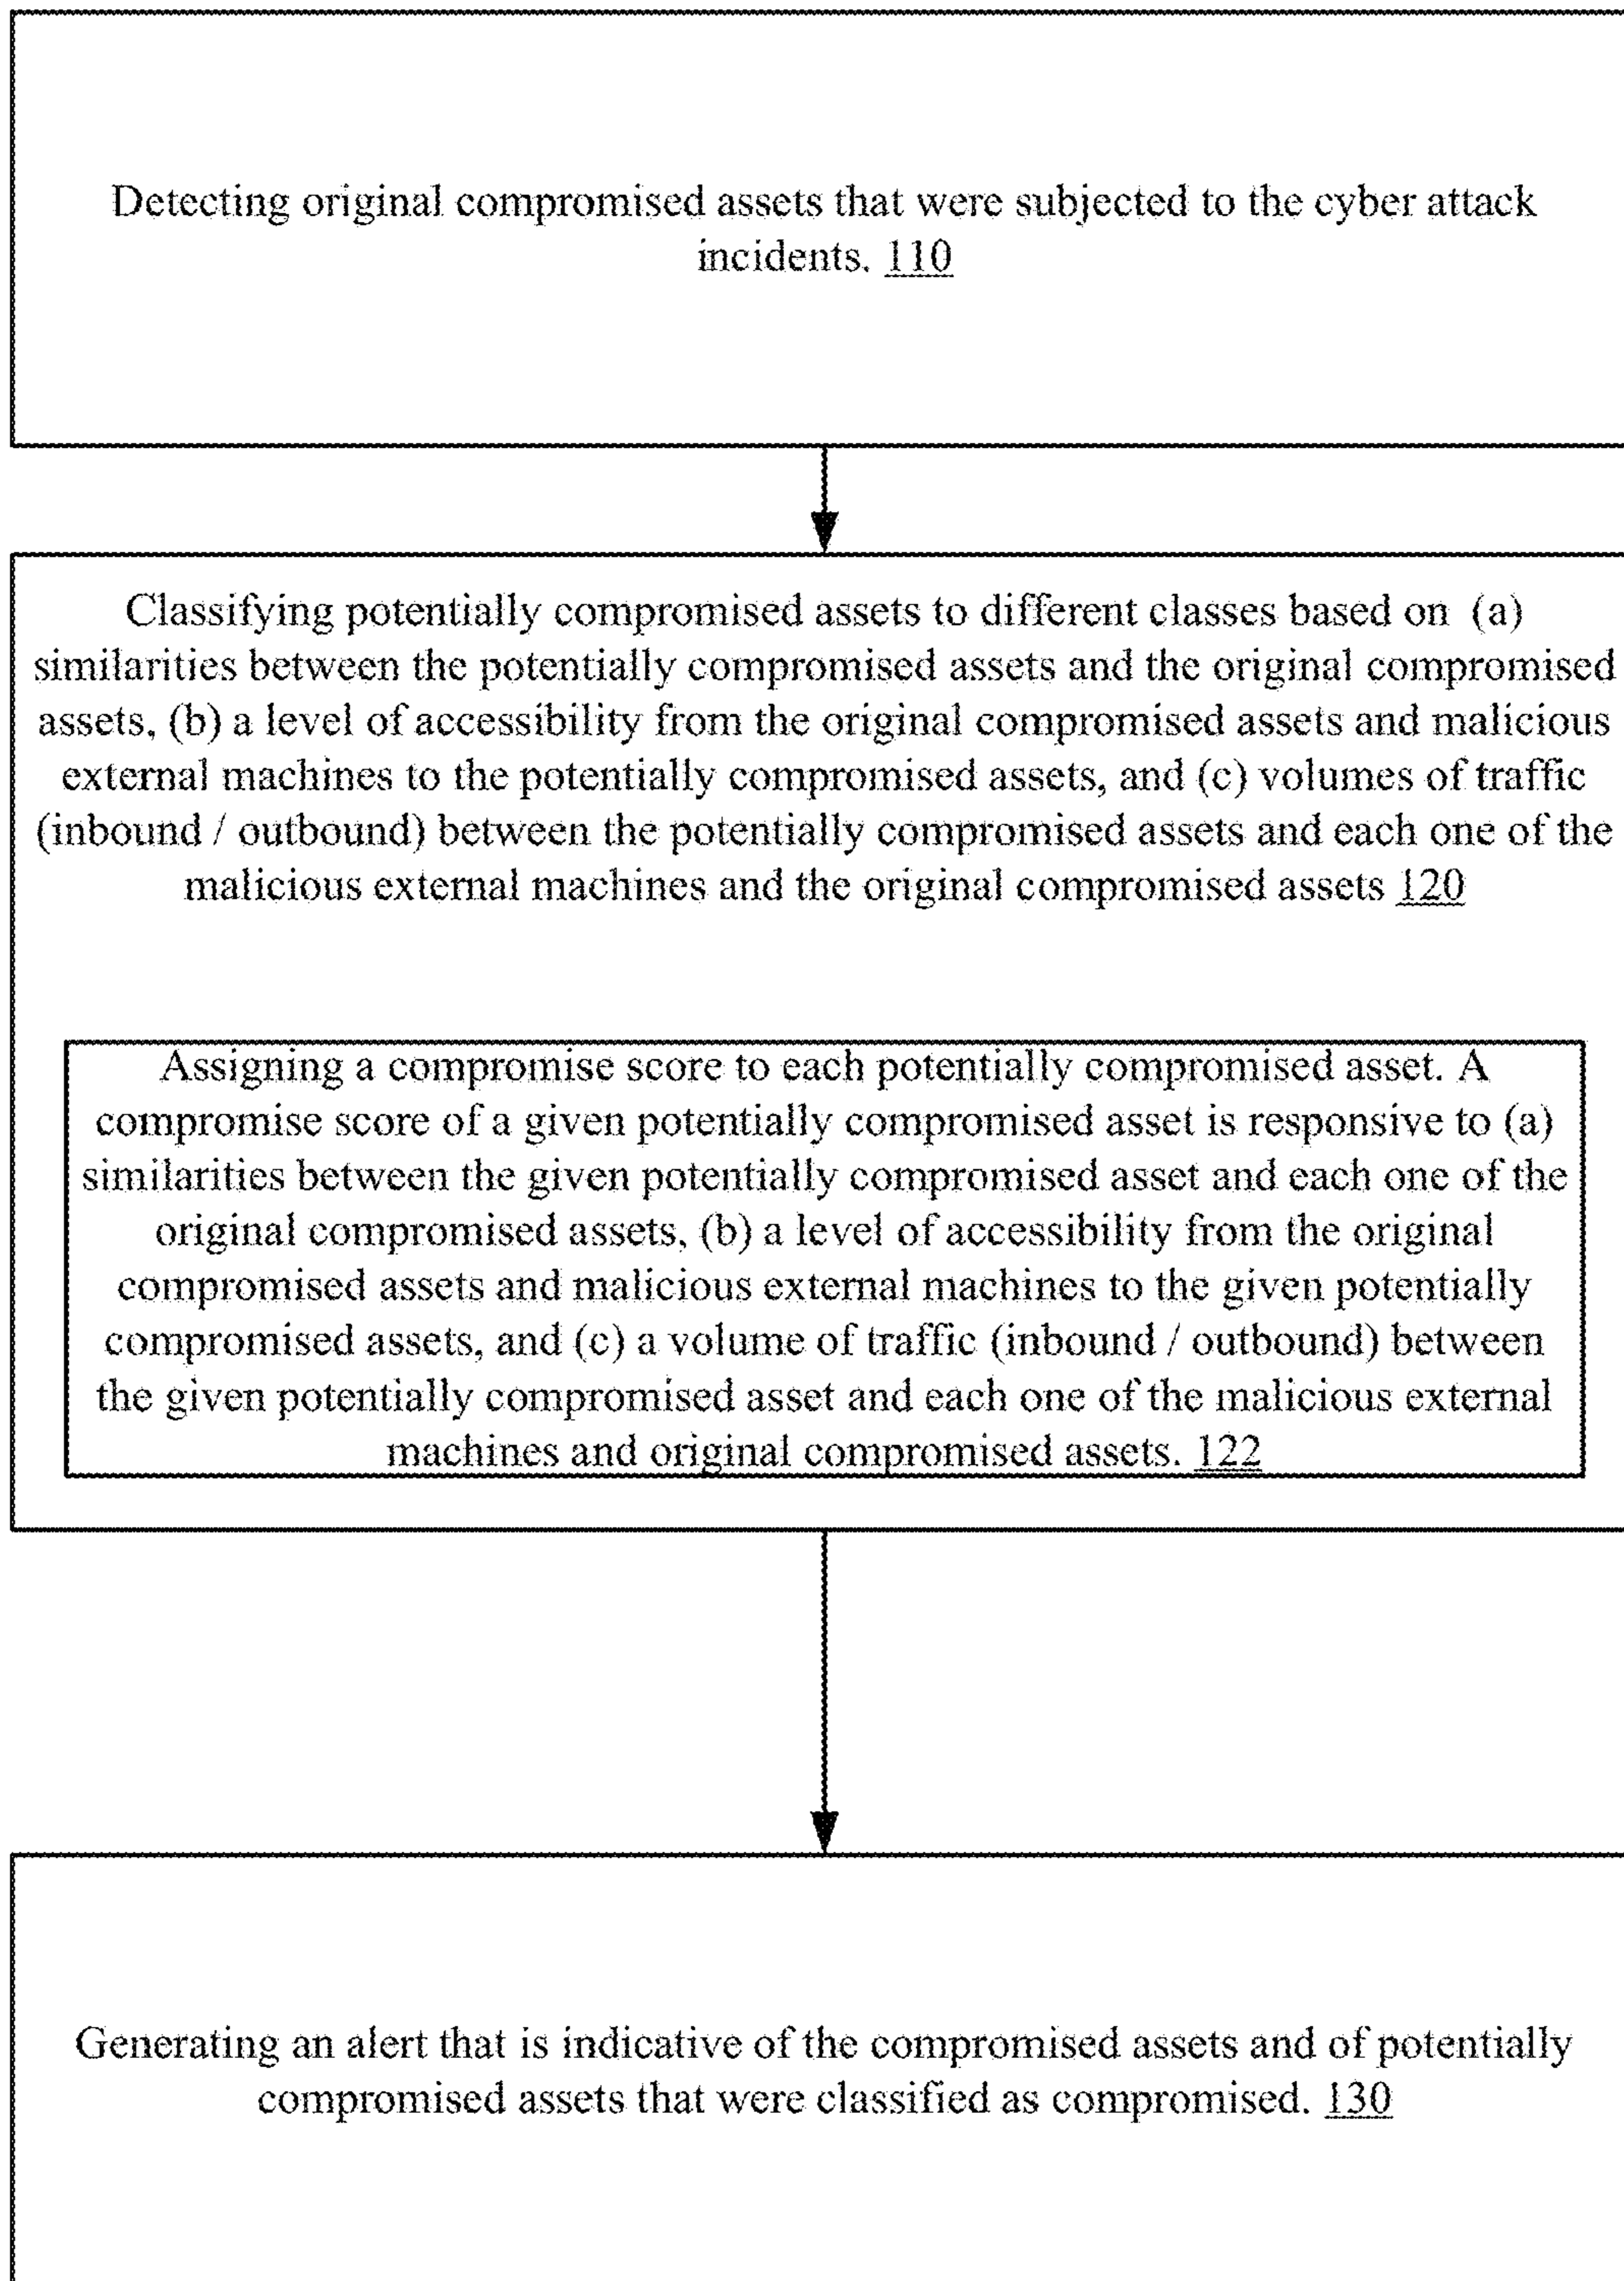 Detecting original compromised assets that were subjected to the cyber attack
incidents. 110
Classifying potentially compromised assets to different classes based on  (a)
similarities between the potentially compromised assets and the original compromised
assets, (b) a level of accessibility from the original compromised assets and malicious
external machines to the potentially compromised assets, and (c) volumes of traffic
(inbound / outbound) between the potentially compromised assets and each one of the
malicious external machines and the original compromised assets 120
Assigning a compromise score to each potentially compromised asset. A
compromise score of a given potentially compromised asset is responsive to (a)
similarities between the given potentially compromised asset and each one of the
original compromised assets, (b) a level of accessibility from the original
compromised assets and malicious external machines to the given potentially
compromised assets, and (c) a volume of traffic (inbound / outbound) between
the given potentially compromised asset and each one of the malicious external
machines and original compromised assets. 122
Generating an alert that is indicative of the compromised assets and of potentially
compromised assets that were classified as compromised. 130